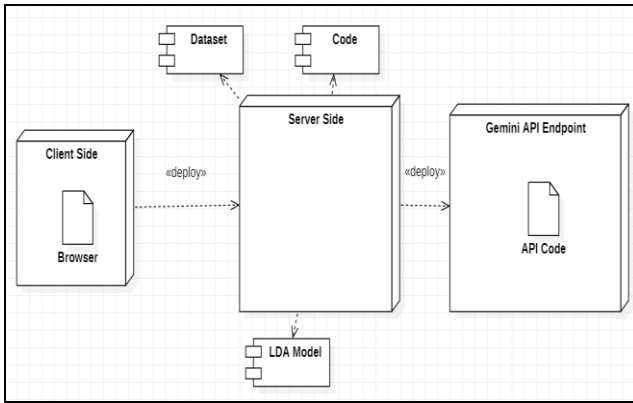 Dataset
Code
Server Side
Gemini API Endpoint
Client Side
«deploy»
«deploy»
Browser
API Code
LDA Model